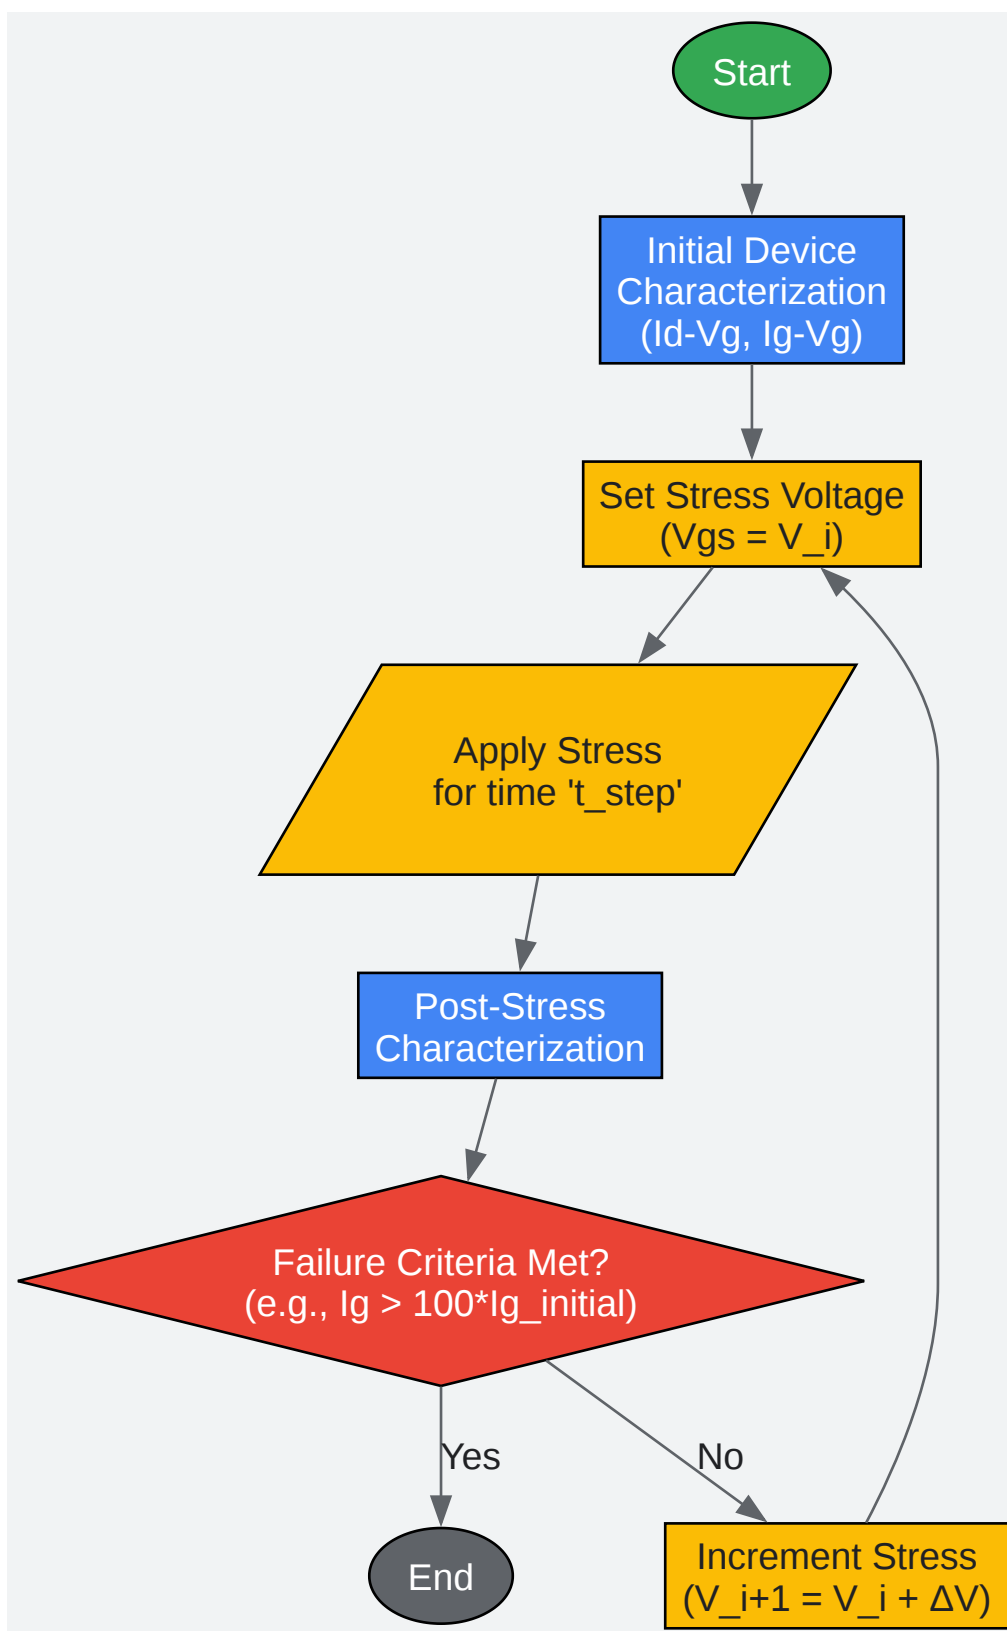 Start
Initial Device
Characterization
(Id-Vg, Ig-Vg)
Set Stress Voltage
(Vgs = V_i)
Apply Stress
for time 't_step'
Post-Stress
Characterization
Failure Criteria Met?
(e.g., Ig > 100*Ig_initial)
Yes
No
End
Increment Stress
(V_i+1 = V_i + ΔV)